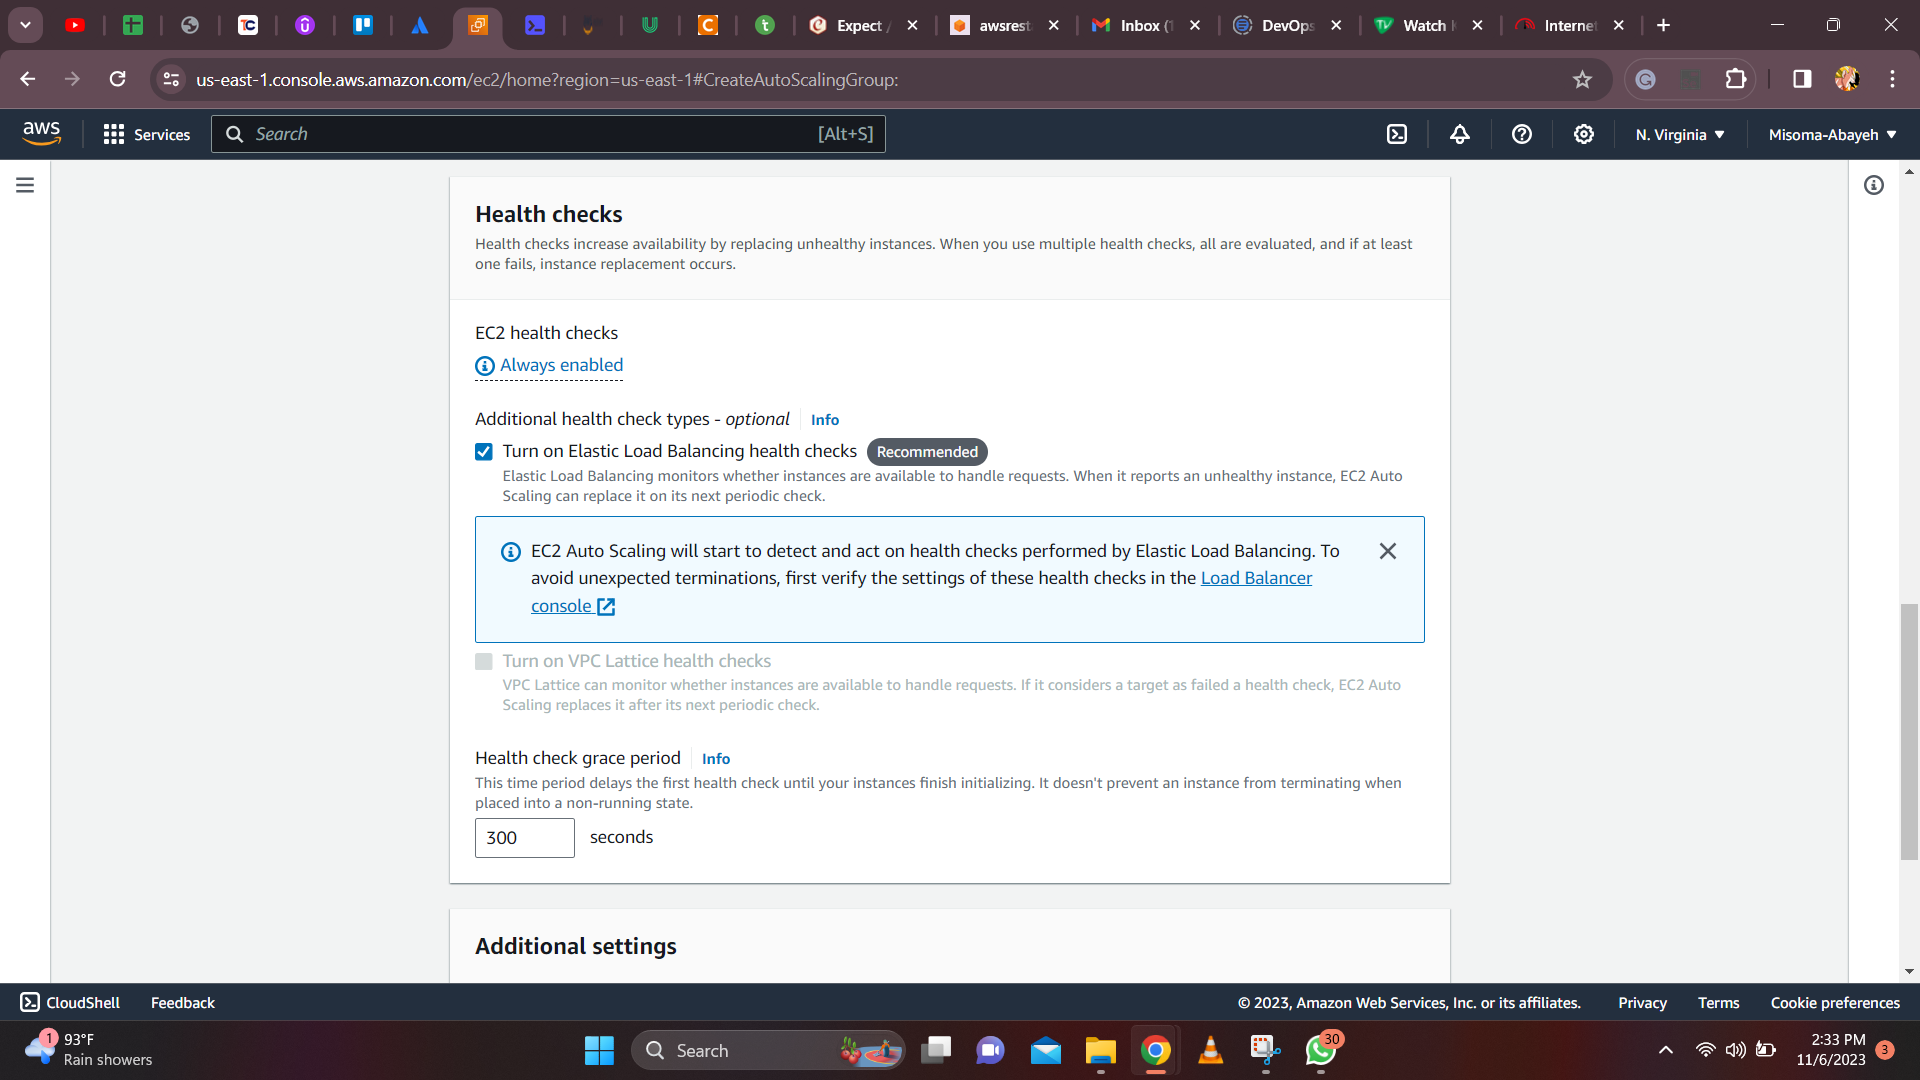 Expect /
awsrest
Inbox (1
DevOps
Watch
Internet
us-east-1.console.aws.amazon.com/ec2/home?region=us-east-1#CreateAutoScalingGroup:
aws
Services
Search
[Alt+S]
N. Virginia
Misoma-Abayeh
Health checks
Health checks increase availability by replacing unhealthy instances. When you use multiple health checks, all are evaluated, and if at least
one fails, instance replacement occurs.
EC2 health checks
Always enabled
Additional health check types - optional
Info
Turn on Elastic Load Balancing health checks
Recommended
Elastic Load Balancing monitors whether instances are available to handle requests. When it reports an unhealthy instance, EC2 Auto
Scaling can replace it on its next periodic check.
EC2 Auto Scaling will start to detect and act on health checks performed by Elastic Load Balancing. To
avoid unexpected terminations, first verify the settings of these health checks in the Load Balancer
console
Turn on VPC Lattice health checks
VPC Lattice can monitor whether instances are available to handle requests. If it considers a target as failed a health check, EC2 Auto
Scaling replaces it after its next periodic check.
Health check grace period
Info
This time period delays the first health check until your instances finish initializing. It doesn't prevent an instance from terminating when
placed into a non-running state.
300
seconds
Additional settings
CloudShell
Feedback
© 2023, Amazon Web Services, Inc. or its affiliates.
Privacy
Terms
Cookie preferences
1
93°F
Rain showers
Search
30
2:33 PM
11/6/2023
3